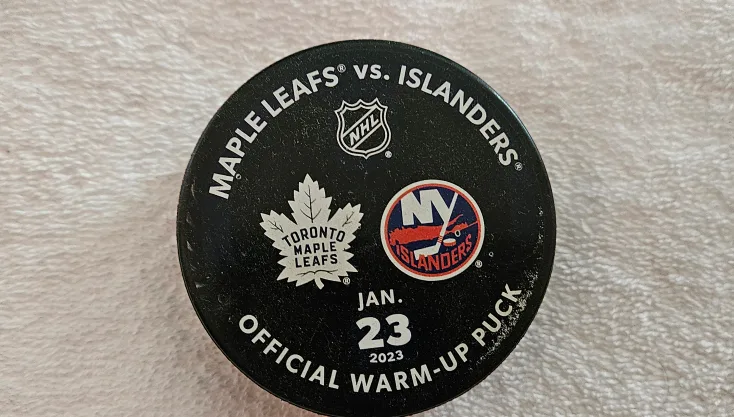 MAPLE LEAFS® VS. ISLANDERS®
NHL®
TORONTO
MAPLE
LEAFS
®
NY
ISLANDERS
®
JAN.
23
2023
OFFICIAL WARM-UP PUCK